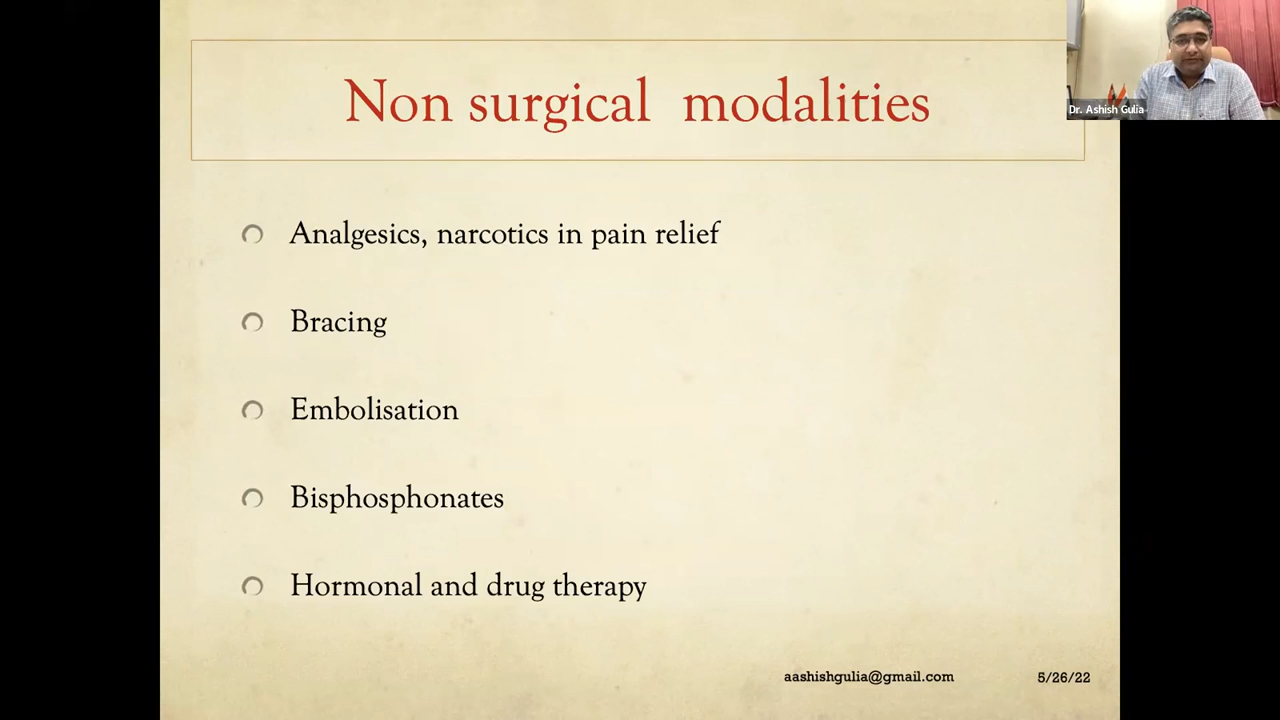 Non surgical modalities
Dr. Ashish Gulia
Analgesics, narcotics in pain relief
Bracing
Embolisation
Bisphosphonates
Hormonal and drug therapy
aashishgulia@gmail.com
5/26/22